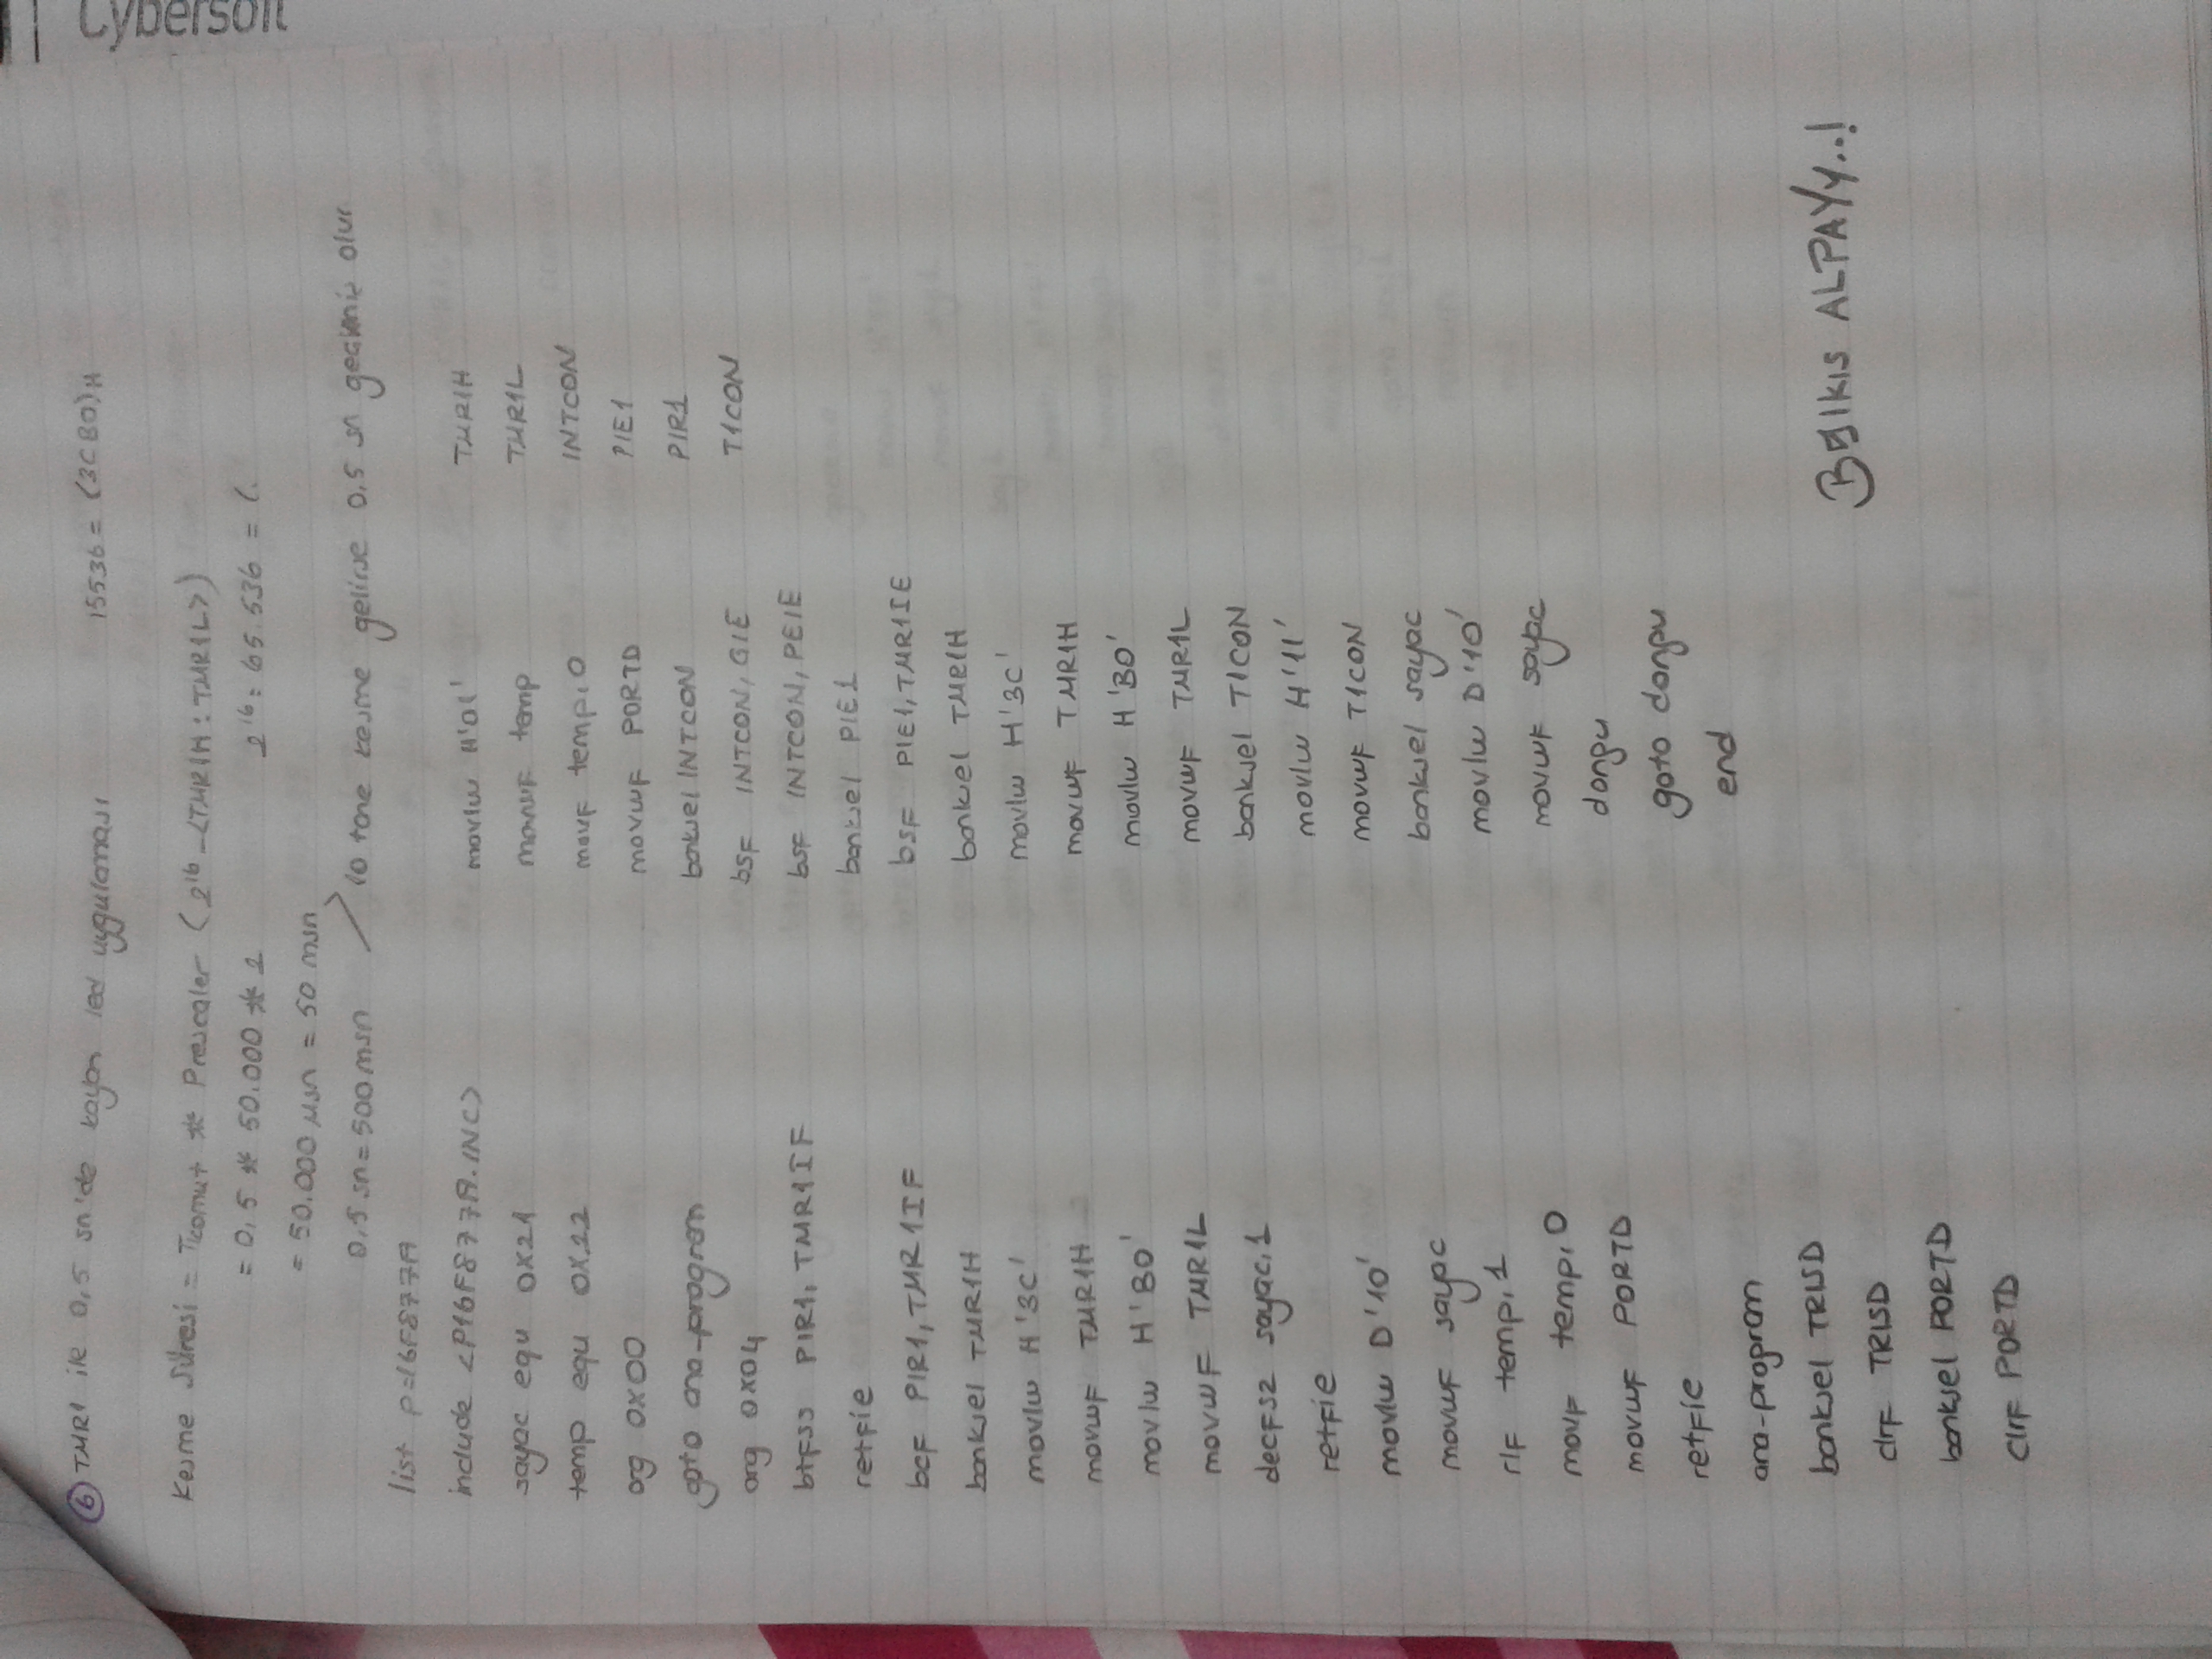 6 TMR1 ile 0,5 sn'de kayan led uygulaması
15536 = (3CB0)H
Kesme Süresi = Tkomut * Prescaler (2^16 - <TMR1H : TMR1L>)
= 0,5 * 50.000 * 2
2^16 : 65.536 = (.
= 50.000 µsn = 50 msn
0,5 sn = 500 msn
10 tane kesme gelirse 0,5 sn olur
list p=16F877A
include <P16F877A.INC>
sayac equ 0X21
temp equ 0X22
org 0X00
goto ana-program
org 0X04
btfss PIR1, TMR1IF
retfie
bcf PIR1, TMR1IF
banksel TMR1H
movlw H'3C'
movwf TMR1H
movlw H'B0'
movwf TMR1L
decfsz sayac,1
retfie
movlw D'10'
movwf sayac
rlf temp,1
movf temp,0
movwf PORTD
retfie
ana-program
banksel TRISD
clrf TRISD
banksel PORTD
clrf PORTD
movlw H'01'
movwf temp
movf temp,0
movwf PORTD
banksel INTCON
bsf INTCON, GIE
bsf INTCON, PEIE
banksel PIE1
bsf PIE1, TMR1IE
banksel TMR1H
movlw H'3C'
movwf TMR1H
movlw H'B0'
movwf TMR1L
banksel T1CON
movlw H'11'
movwf T1CON
banksel sayac
movlw D'10'
movwf sayac
dongu
goto dongu
end
TMR1H
TMR1L
INTCON
PIE1
PIR1
T1CON
Belkıs ALPAYy..!
Cybersoft